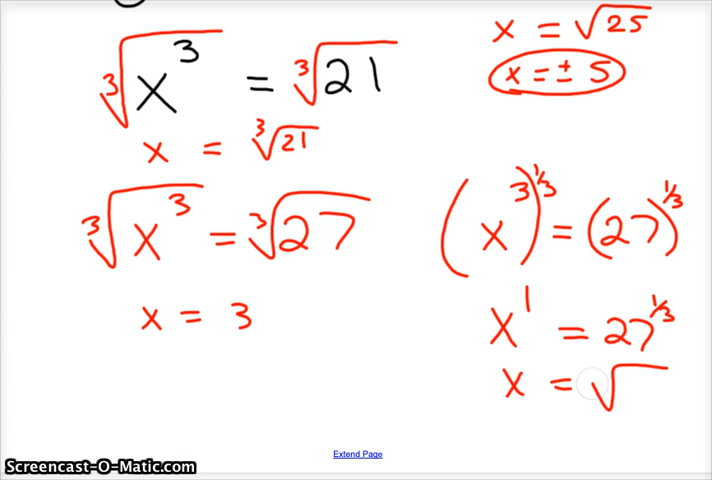 ∛x³ = ∛21
x = ∛21
∛x³ = ∛27
x = 3
x = √25
x = ± 5
(x³)^1/3 = (27)^1/3
x¹ = 27^1/3
x = √
Extend Page
Screencast-O-Matic.com